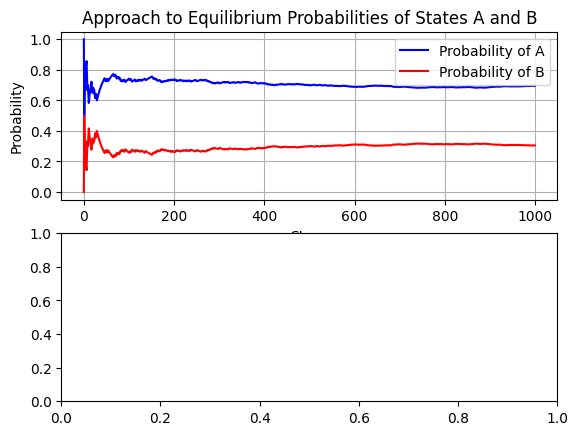 Approach to Equilibrium Probabilities of States A and B
Probability
1.0
0.8
0.6
0.4
0.2
0.0
Probability of A
Probability of B
0 200 400 600 800 1000
1.0
0.8
0.6
0.4
0.2
0.0
0.0 0.2 0.4 0.6 0.8 1.0